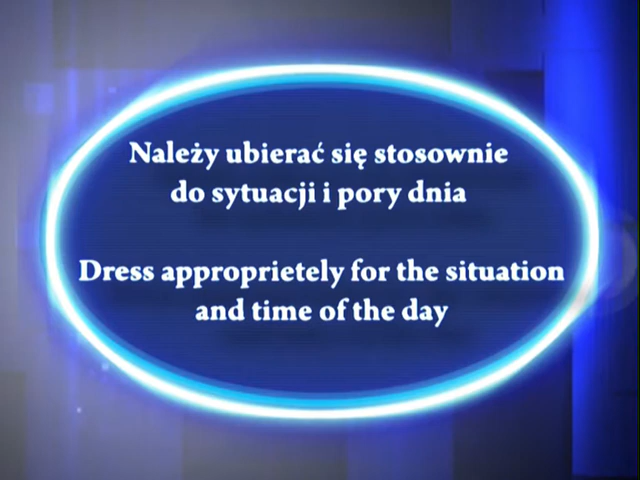 Należy ubierać się stosownie
do sytuacji i pory dnia
Dress approprietely for the situation
and time of the day